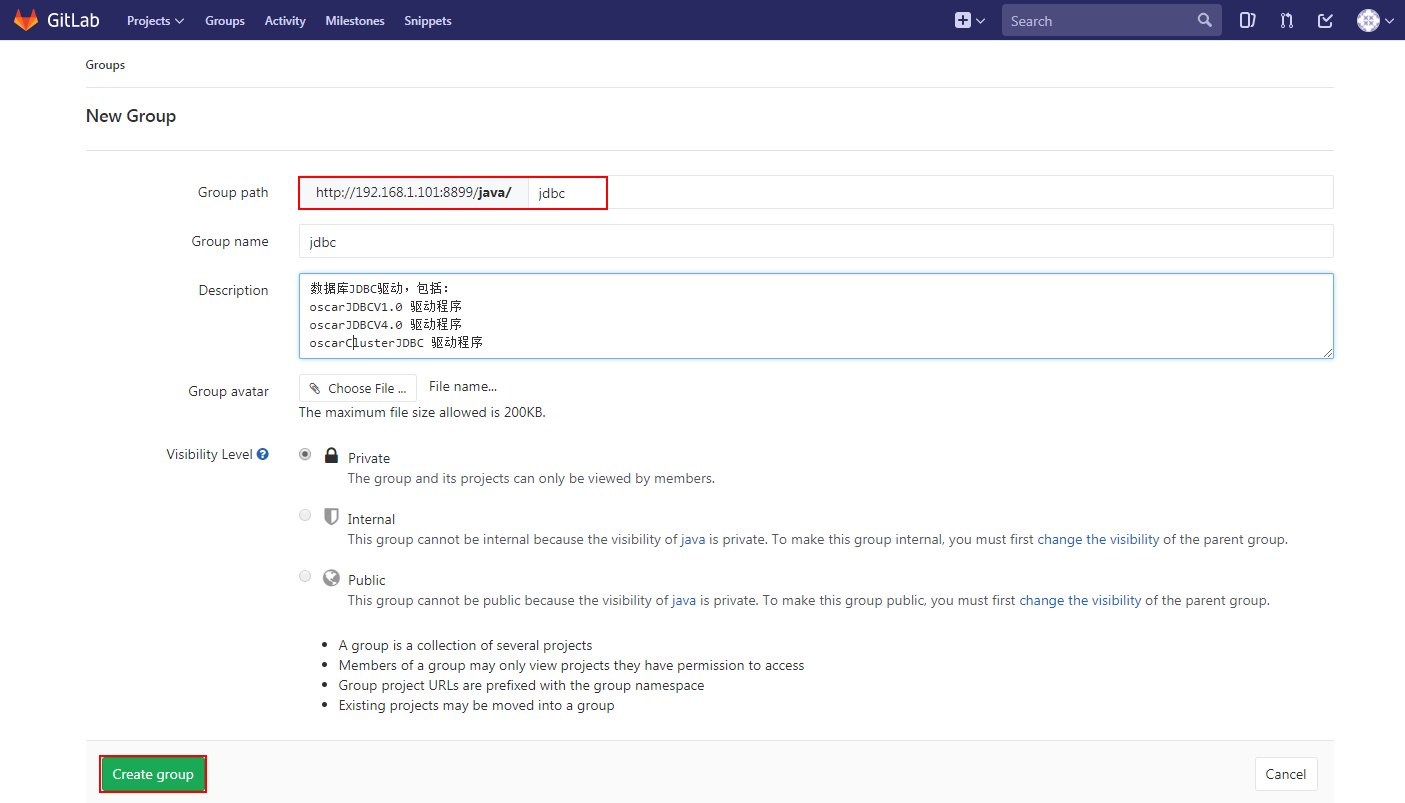 GitLab Projects Groups Activity Milestones Snippets Search
Groups
New Group
Group path http://192.168.1.101:8899/java/ jdbc
Group name jdbc
Description
数据库JDBC驱动，包括：
oscarJDBCV1.0 驱动程序
oscarJDBCV4.0 驱动程序
oscarClusterJDBC 驱动程序
Group avatar Choose File ... File name...
The maximum file size allowed is 200KB.
Visibility Level Private
The group and its projects can only be viewed by members.
Internal
This group cannot be internal because the visibility of java is private. To make this group internal, you must first change the visibility of the parent group.
Public
This group cannot be public because the visibility of java is private. To make this group public, you must first change the visibility of the parent group.
• A group is a collection of several projects
• Members of a group may only view projects they have permission to access
• Group project URLs are prefixed with the group namespace
• Existing projects may be moved into a group
Create group Cancel